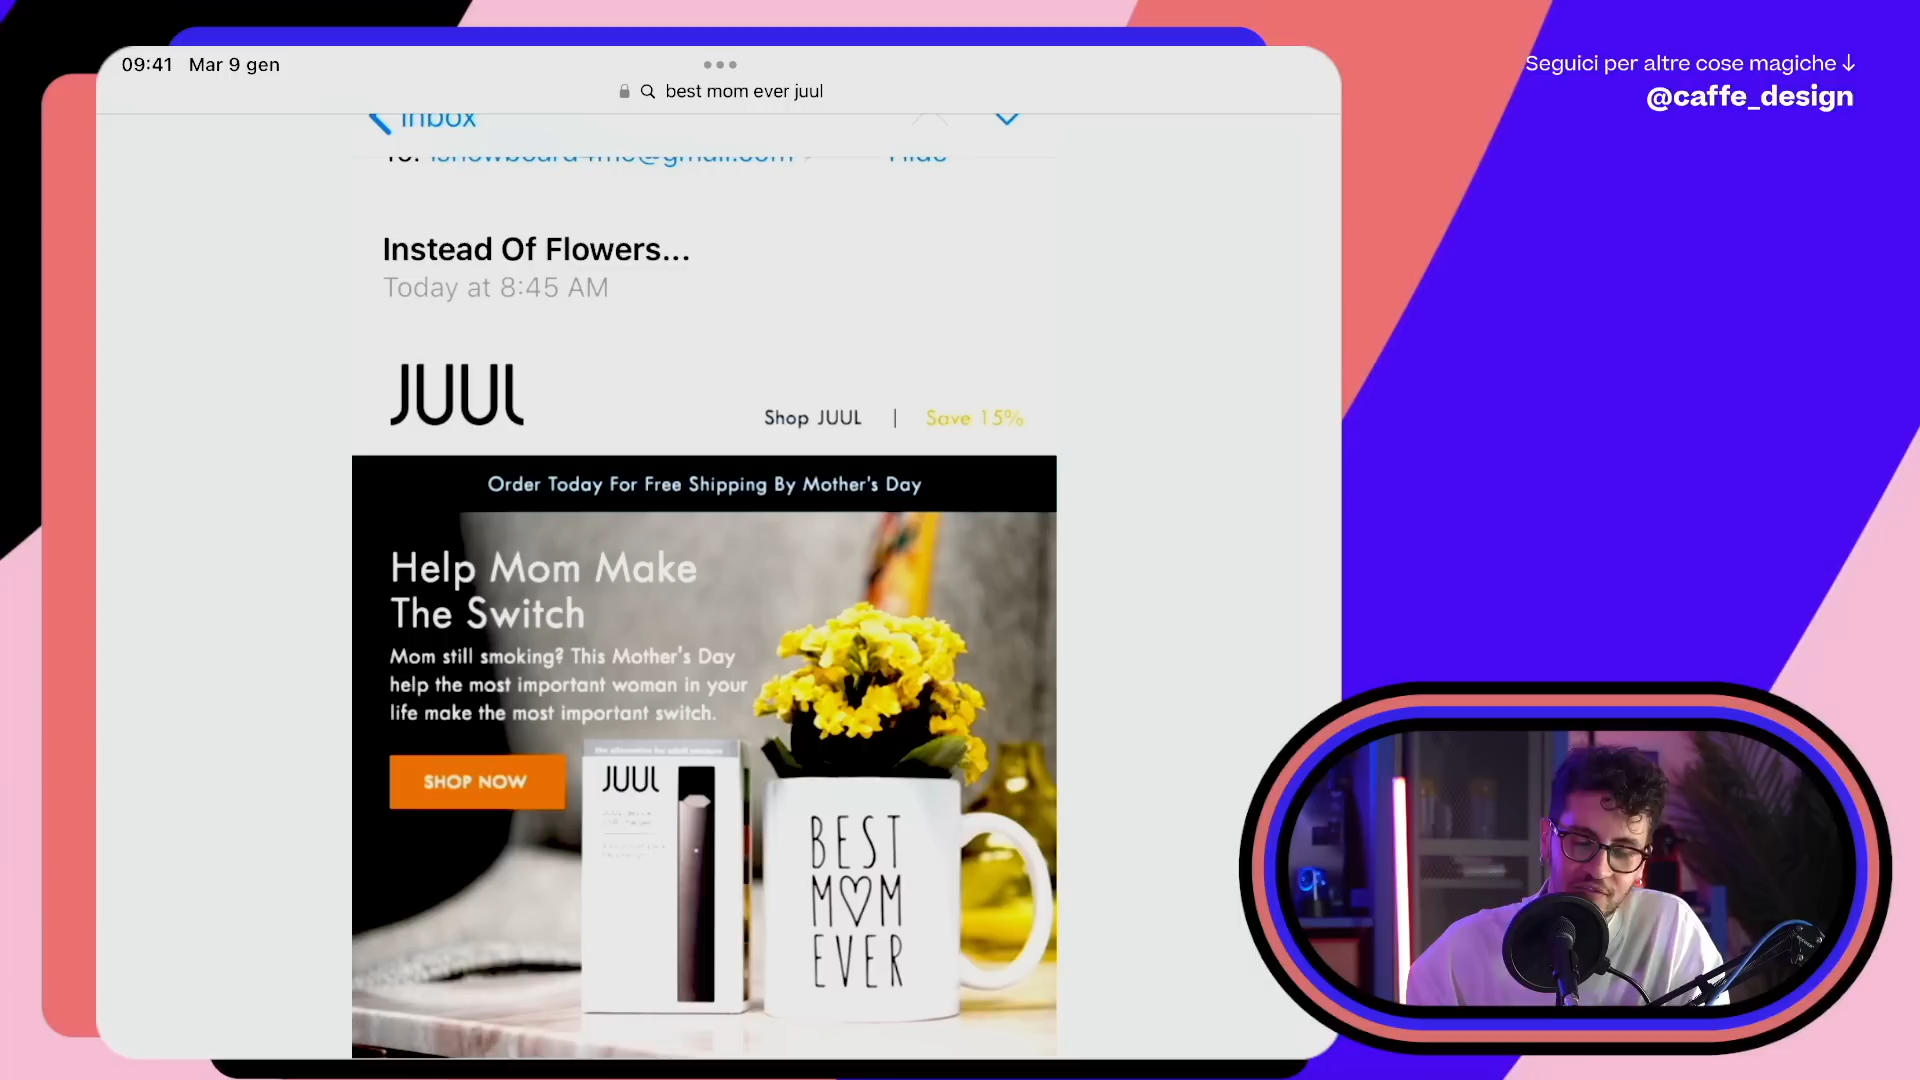 09:41 Mar 9 gen
best mom ever juul
Seguici per altre cose magiche ↓
@caffe_design
Inbox
Hide
Instead Of Flowers...
Today at 8:45 AM
JUUL
Shop JUUL | Save 15%
Order Today For Free Shipping By Mother's Day
Help Mom Make
The Switch
Mom still smoking? This Mother's Day
help the most important woman in your
life make the most important switch.
SHOP NOW
JUUL
BEST
MOM
EVER